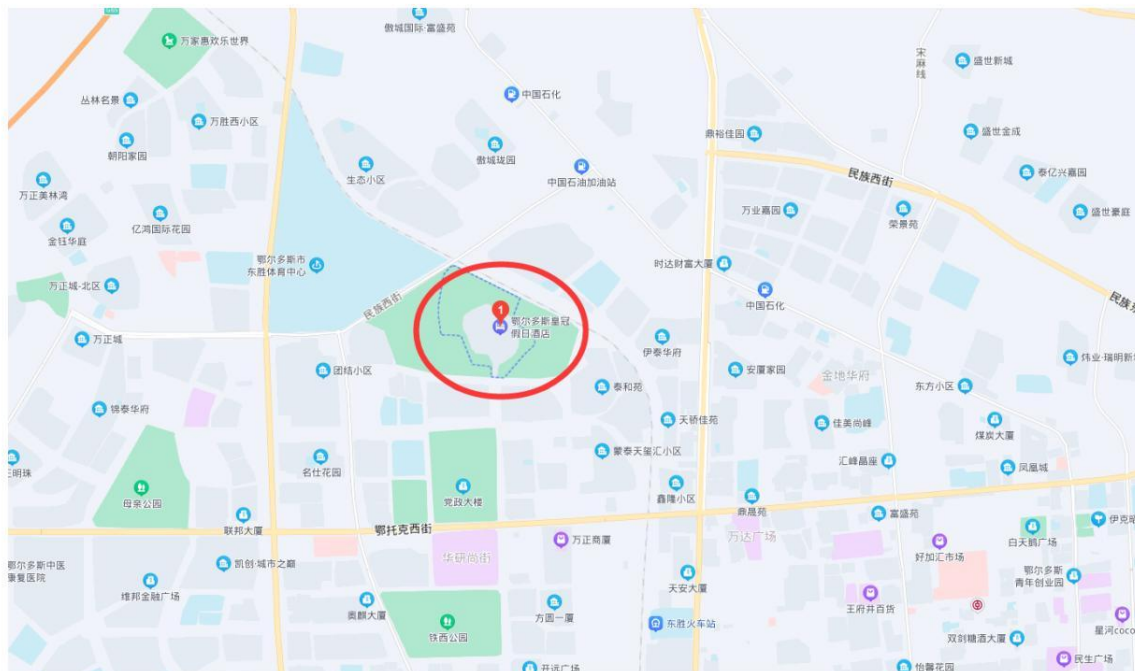 傲城国际·富盛苑
万家惠欢乐世界
宋麻线
盛世新城
丛林名景
中国石化
万胜西小区
鼎裕佳园
盛世金成
朝阳家园
傲城珑园
生态小区
中国石油加油站
民族西街
泰亿兴嘉园
万正美林湾
万业嘉园
荣景苑
盛世豪庭
金钰华庭
亿鸿国际花园
鄂尔多斯市
东胜体育中心
时达财富大厦
万正城·北区
中国石化
民族西街
民族东
1
鄂尔多斯皇冠
假日酒店
万正城
伊泰华府
炜业·瑞明新
团结小区
安厦家园
金地华府
泰和苑
东方小区
锦泰华府
天骄佳苑
佳美尚峰
煤炭大厦
王明珠
名仕花园
蒙泰天玺汇小区
汇峰晶座
凤凰城
母亲公园
党政大楼
鑫隆小区
鼎晟苑
富盛苑
联邦大厦
鄂托克西街
万正商厦
万达广场
白天鹅广场
伊克昭
鄂尔多斯中医
康复医院
凯创·城市之巅
华研尚街
好加汇市场
维邦金融广场
天安大厦
鄂尔多斯
青年创业园
奥麒大厦
方圆一厦
王府井百货
铁西公园
东胜火车站
双剑糖酒大厦
星河coco
开远广场
怡馨花园
民生广场